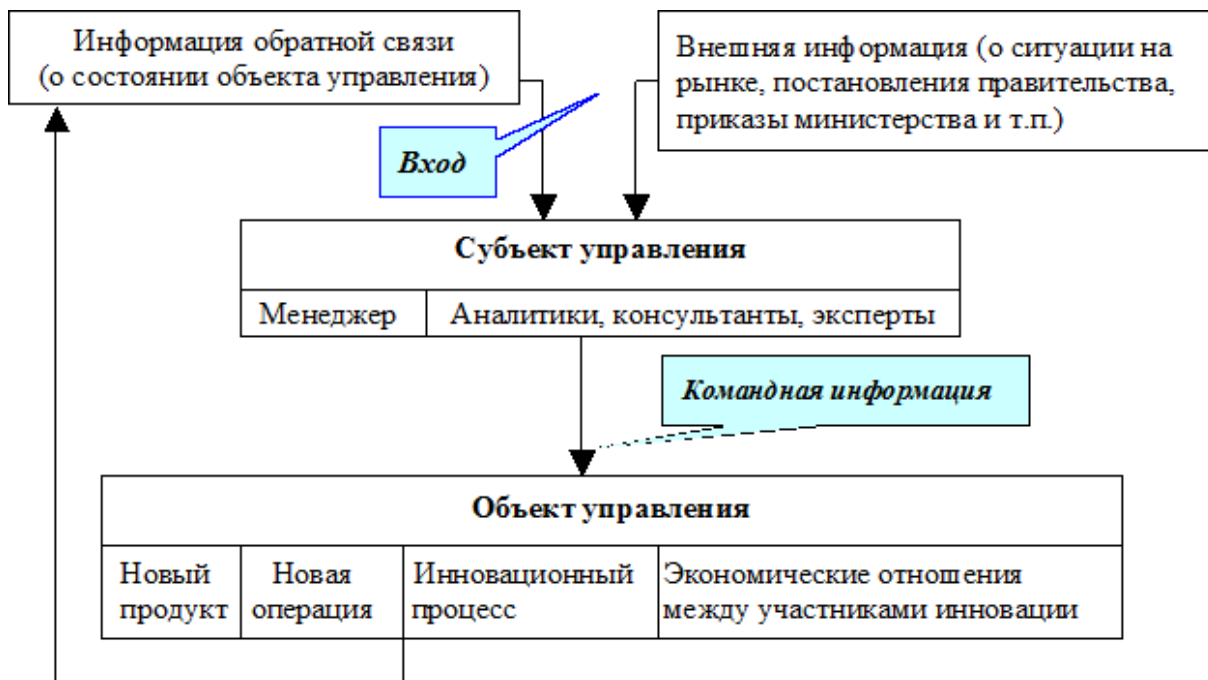 Информация обратной связи
(о состоянии объекта управления)
Внешняя информация (о ситуации на
рынке, постановления правительства,
приказы министерства и т.п.)
Вход
Субъект управления
Менеджер
Аналитики, консультанты, эксперты
Командная информация
Объект управления
Новый
продукт
Новая
операция
Инновационный
процесс
Экономические отношения
между участниками инновации